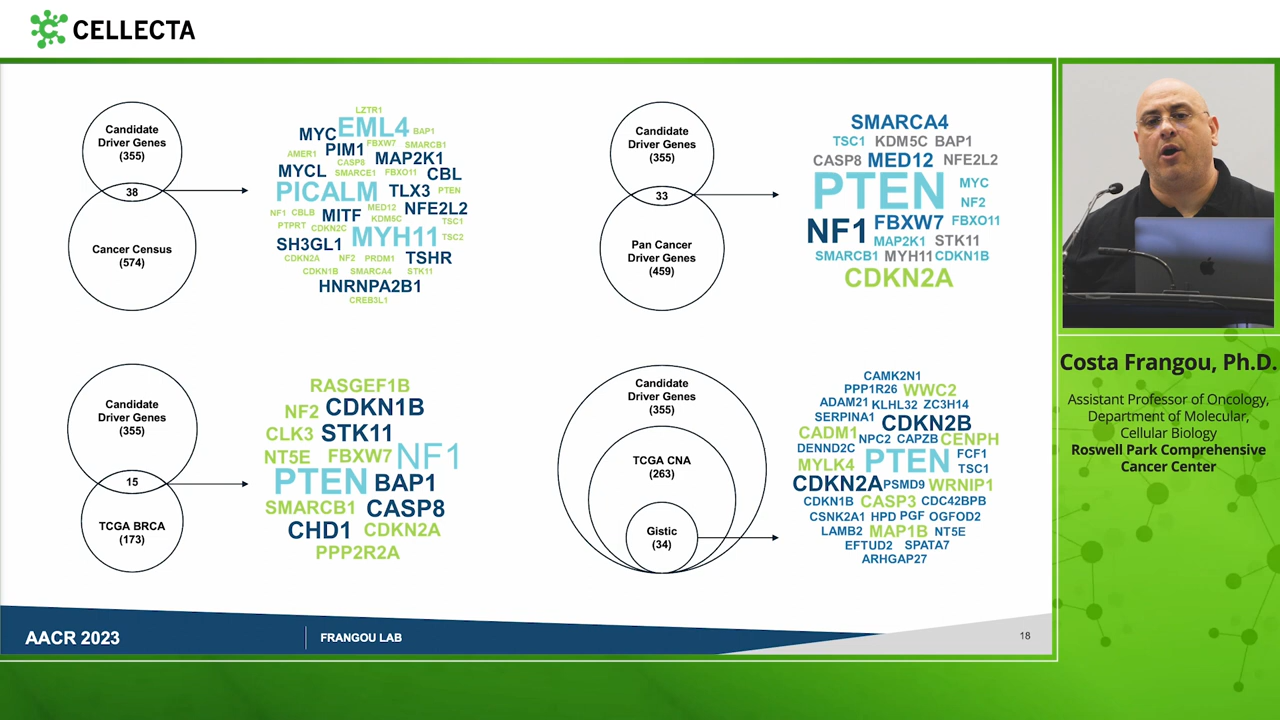 CELLECTA
Candidate
Driver Genes
(355)
38
Cancer Census
(574)
LZTR1
MYC EML4 BAP1
PIM1 FBXW7 SMARCB1
AMER1 CASP8 MAP2K1
MYCL SMARCE1 FBXO11 CBL
PICALM TLX3 PTEN
NF1 CBLB MITF MED12 NFE2L2
PTPRT CDKN2C KDM5C TSC1
SH3GL1 MYH11 TSC2
CDKN2A NF2 PRDM1 TSHR
CDKN1B SMARCA4 STK11
HNRNPA2B1
CREB3L1
Candidate
Driver Genes
(355)
33
Pan Cancer
Driver Genes
(459)
SMARCA4
TSC1 KDM5C BAP1
CASP8 MED12 NFE2L2
PTEN MYC
NF2
NF1 FBXW7 FBXO11
MAP2K1 STK11
SMARCB1 MYH11 CDKN1B
CDKN2A
Candidate
Driver Genes
(355)
15
TCGA BRCA
(173)
RASGEF1B
NF2 CDKN1B
CLK3 STK11
NT5E FBXW7 NF1
PTEN BAP1
SMARCB1 CASP8
CHD1 CDKN2A
PPP2R2A
Candidate
Driver Genes
(355)
TCGA CNA
(263)
Gistic
(34)
CAMK2N1
PPP1R26 WWC2
ADAM21 KLHL32 ZC3H14
SERPINA1 CDKN2B
CADM1 NPC2 CAPZB CENPH
DENND2C PTEN FCF1
MYLK4 TSC1
CDKN2A PSMD9 WRNIP1
CDKN1B CASP3 CDC42BPB
CSNK2A1 HPD PGF OGFOD2
LAMB2 MAP1B NT5E
EFTUD2 SPATA7
ARHGAP27
AACR 2023
FRANGOU LAB
18
Costa Frangou, Ph.D.
Assistant Professor of Oncology,
Department of Molecular,
Cellular Biology
Roswell Park Comprehensive
Cancer Center